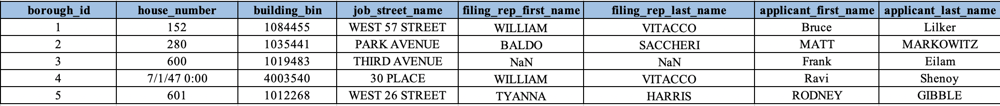 borough_id house_number building_bin job_street_name filing_rep_first_name filing_rep_last_name applicant_first_name applicant_last_name
1 152 1084455 WEST 57 STREET WILLIAM VITACCO Bruce Lilker
2 280 1035441 PARK AVENUE BALDO SACCHERI MATT MARKOWITZ
3 600 1019483 THIRD AVENUE NaN NaN Frank Eilam
4 7/1/47 0:00 4003540 30 PLACE WILLIAM VITACCO Ravi Shenoy
5 601 1012268 WEST 26 STREET TYANNA HARRIS RODNEY GIBBLE